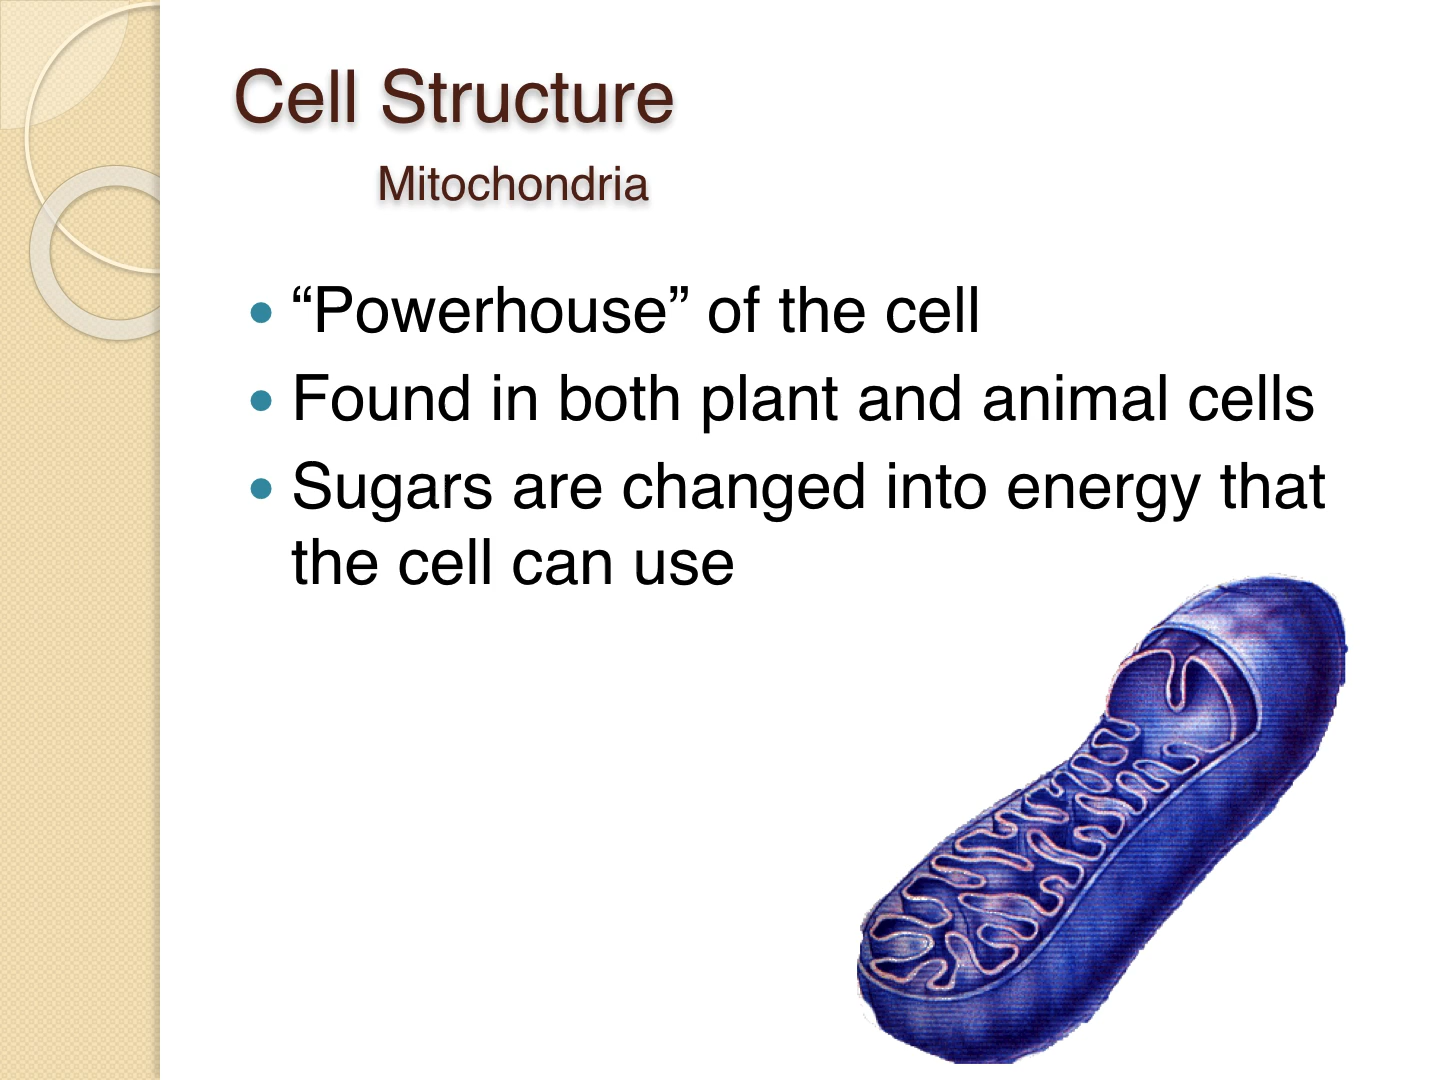 Cell Structure
Mitochondria
• “Powerhouse” of the cell
• Found in both plant and animal cells
• Sugars are changed into energy that
the cell can use